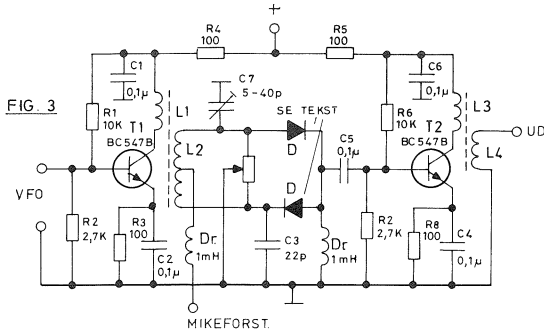 +
R4
100
R5
100
C1
0,1µ
C7
5-40p
C6
0,1µ
FIG. 3
R1
10K
T1
BC547B
L1
SE TEKST
R6
10K
T2
BC547B
L3
L2
D
C5
0,1µ
L4
UD
VFO
D
R2
2,7K
R3
100
C2
0,1µ
Dr.
1mH
C3
22p
Dr
1mH
R2
2,7K
R8
100
C4
0,1µ
MIKEFORST.